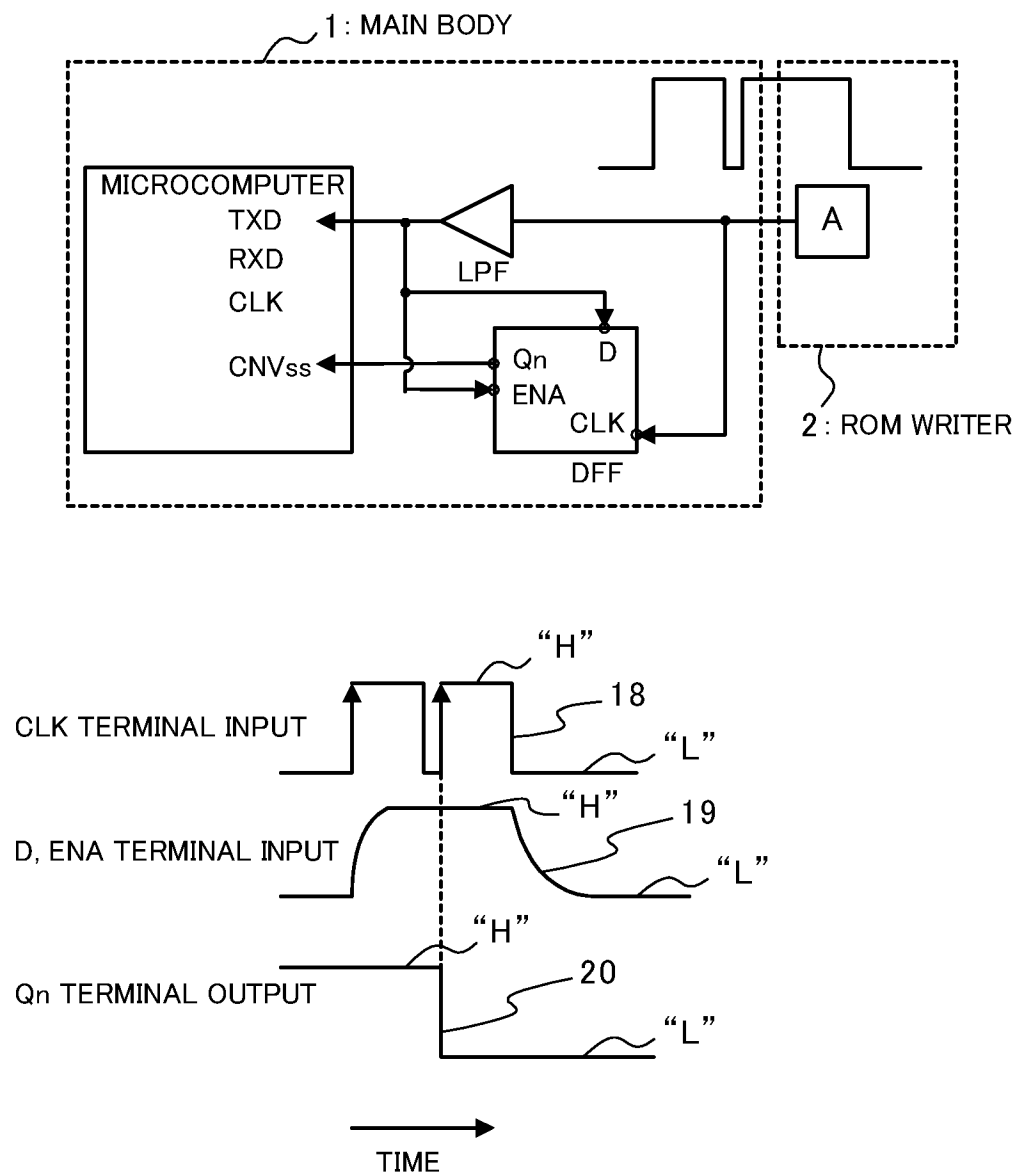 1: MAIN BODY
MICROCOMPUTER
TXD
RXD
CLK
CNVss
LPF
A
D
Qn
ENA
CLK
DFF
2: ROM WRITER
“H”
CLK TERMINAL INPUT
18
“L”
“H”
D, ENA TERMINAL INPUT
19
“L”
“H”
Qn TERMINAL OUTPUT
20
“L”
TIME